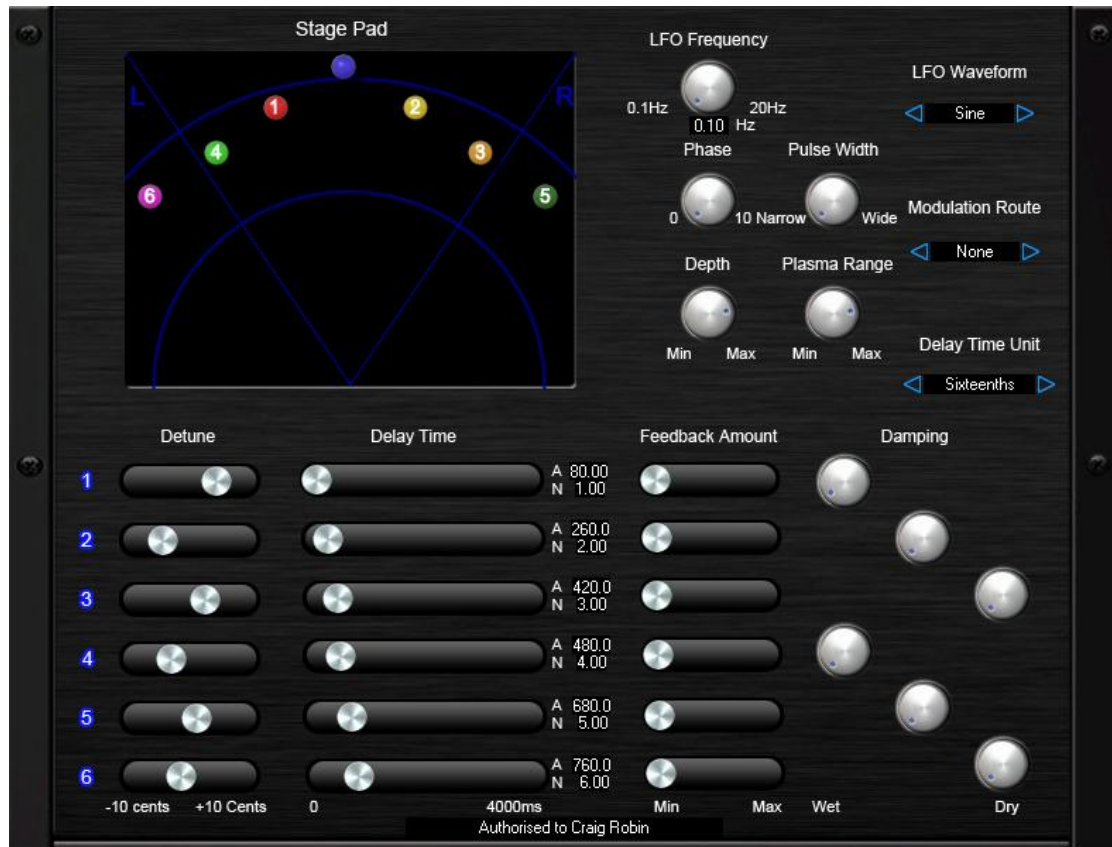 Stage Pad
L R
1 2
4 3
6 5
LFO Frequency
0.1Hz 20Hz
0.10 Hz
LFO Waveform
Sine
Phase Pulse Width
0 10 Narrow Wide
Modulation Route
None
Depth Plasma Range
Min Max Min Max
Delay Time Unit
Sixteenths
Detune Delay Time Feedback Amount Damping
1 A 80.00
N 1.00
2 A 260.0
N 2.00
3 A 420.0
N 3.00
4 A 480.0
N 4.00
5 A 680.0
N 5.00
6 A 760.0
N 6.00
-10 cents +10 Cents 0 4000ms Min Max Wet Dry
Authorised to Craig Robin